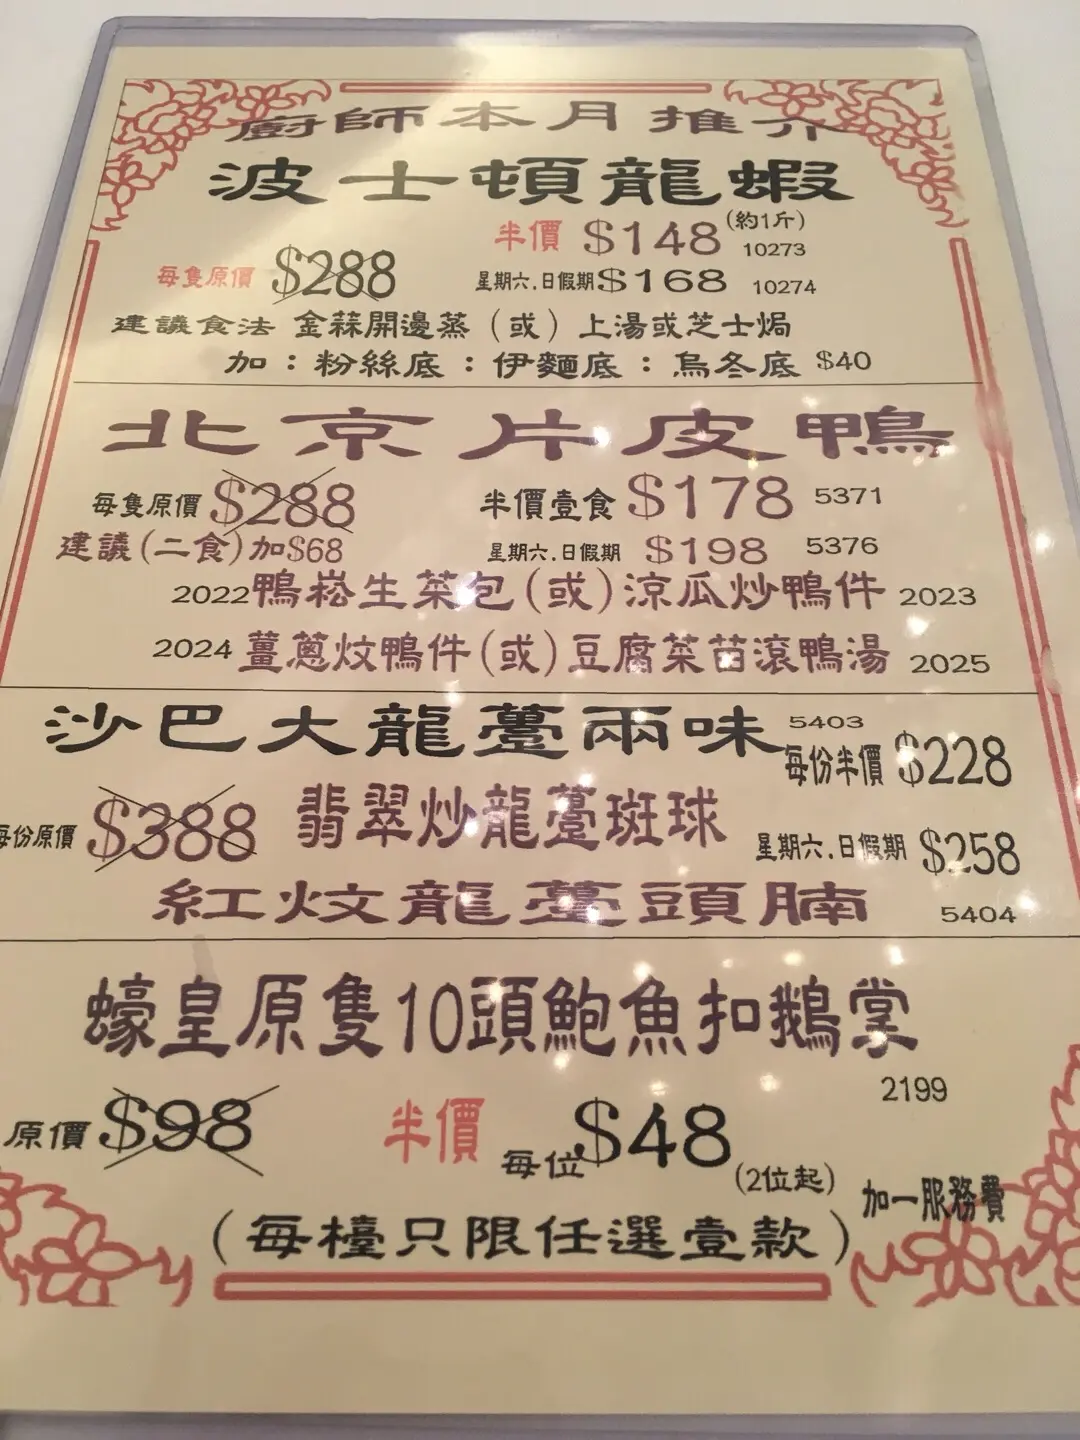 廚師本月推介
波士頓龍蝦
半價 $148 (約1斤) 10273
每隻原價 $288 星期六.日假期 $168 10274
建議食法 金蒜開邊蒸（或）上湯或芝士焗
加：粉絲底：伊麵底：烏冬底 $40
北京片皮鴨
每隻原價 $288 半價壹食 $178 5371
建議(二食)加$68 星期六.日假期 $198 5376
2022 鴨崧生菜包(或)涼瓜炒鴨件 2023
2024 薑蔥炆鴨件(或)豆腐菜苗滾鴨湯 2025
沙巴大龍躉兩味 5403
每份半價 $228
每份原價 $388 翡翠炒龍躉斑球 星期六.日假期 $258
紅炆龍躉頭腩 5404
蠔皇原隻10頭鮑魚扣鵝掌
2199
原價 $98 半價 每位 $48 (2位起)
加一服務費
(每檯只限任選壹款)